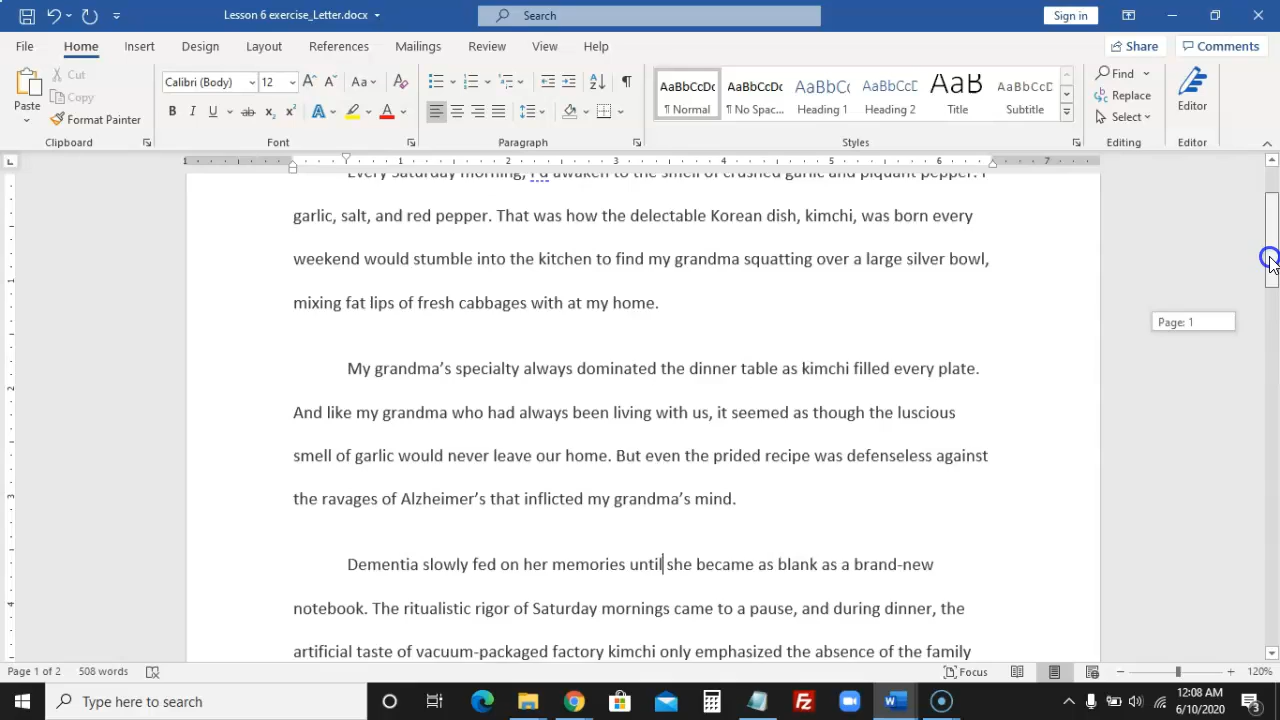 Lesson 6 exercise_Letter.docx
Search
Sign in
File Home Insert Design Layout References Mailings Review View Help
Share Comments
Paste
Cut
Copy
Format Painter
Calibri (Body) 12
AaBbCcDc AaBbCcDc AaBbCc AaBbCcD AaB AaBbCcDc
¶ Normal ¶ No Spac... Heading 1 Heading 2 Title Subtitle
Find
Replace
Select
Editor
Clipboard Font Paragraph Styles Editing Editor
1 1 2 3 4 5 6 7
Every Saturday morning, I'd awaken to the smell of crushed garlic and piquant pepper. I
garlic, salt, and red pepper. That was how the delectable Korean dish, kimchi, was born every
weekend would stumble into the kitchen to find my grandma squatting over a large silver bowl,
mixing fat lips of fresh cabbages with at my home.
Page: 1
My grandma’s specialty always dominated the dinner table as kimchi filled every plate.
And like my grandma who had always been living with us, it seemed as though the luscious
smell of garlic would never leave our home. But even the prided recipe was defenseless against
the ravages of Alzheimer’s that inflicted my grandma’s mind.
Dementia slowly fed on her memories until she became as blank as a brand-new
notebook. The ritualistic rigor of Saturday mornings came to a pause, and during dinner, the
artificial taste of vacuum-packaged factory kimchi only emphasized the absence of the family
Page 1 of 2 508 words
Focus
120%
Type here to search
12:08 AM
6/10/2020